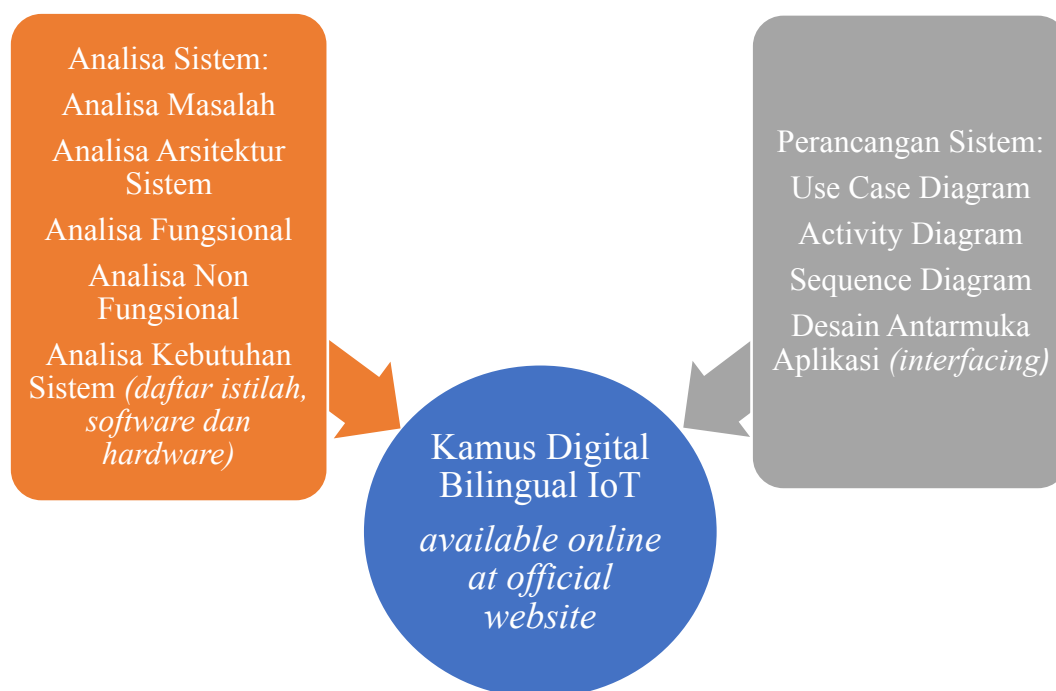 Analisa Sistem:
Analisa Masalah
Analisa Arsitektur
Sistem
Analisa Fungsional
Analisa Non
Fungsional
Analisa Kebutuhan
Sistem (daftar istilah,
software dan
hardware)
Perancangan Sistem:
Use Case Diagram
Activity Diagram
Sequence Diagram
Desain Antarmuka
Aplikasi (interfacing)
Kamus Digital
Bilingual IoT
available online
at official
website